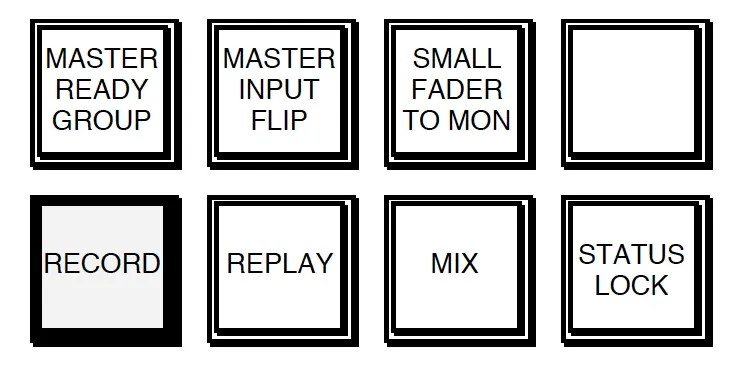 MASTER
READY
GROUP
MASTER
INPUT
FLIP
SMALL
FADER
TO MON
RECORD
REPLAY
MIX
STATUS
LOCK